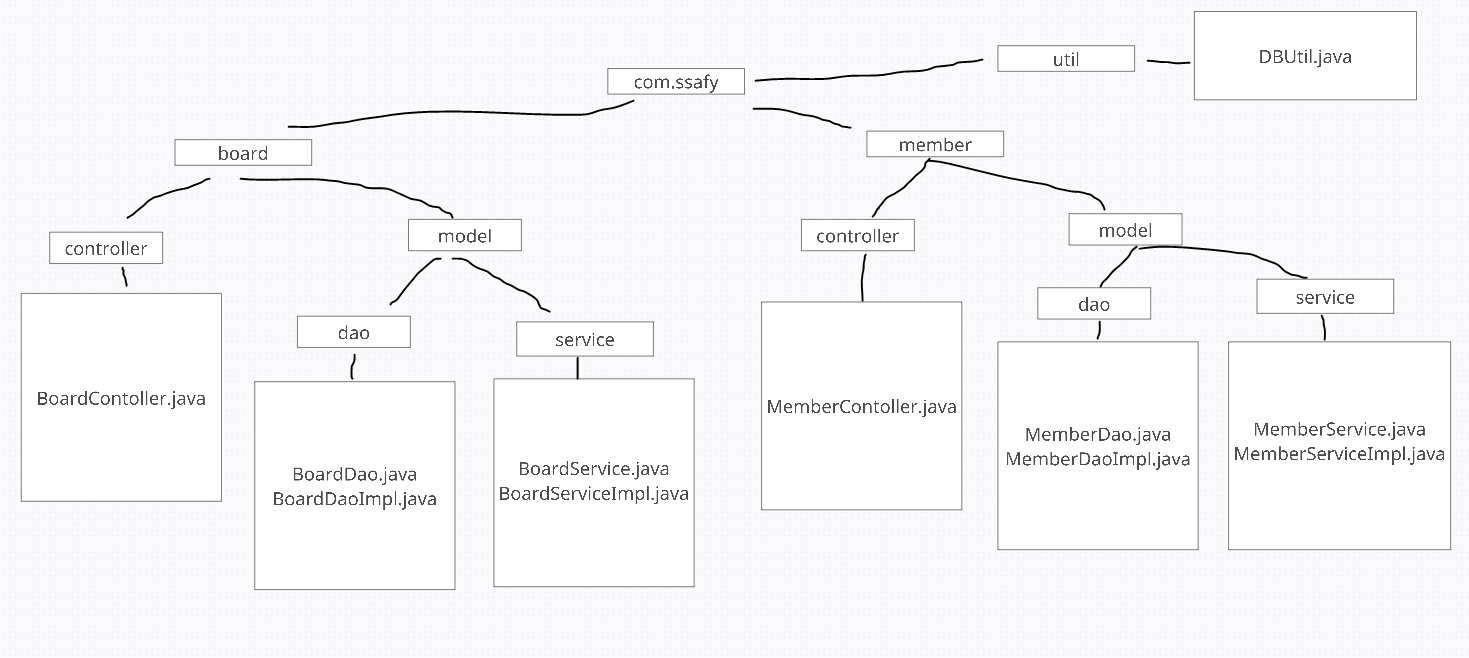 com.ssafy
util
DBUtil.java
board
member
controller
model
controller
model
BoardContoller.java
dao
service
BoardDao.java
BoardDaoImpl.java
BoardService.java
BoardServiceImpl.java
MemberContoller.java
dao
service
MemberDao.java
MemberDaoImpl.java
MemberService.java
MemberServiceImpl.java